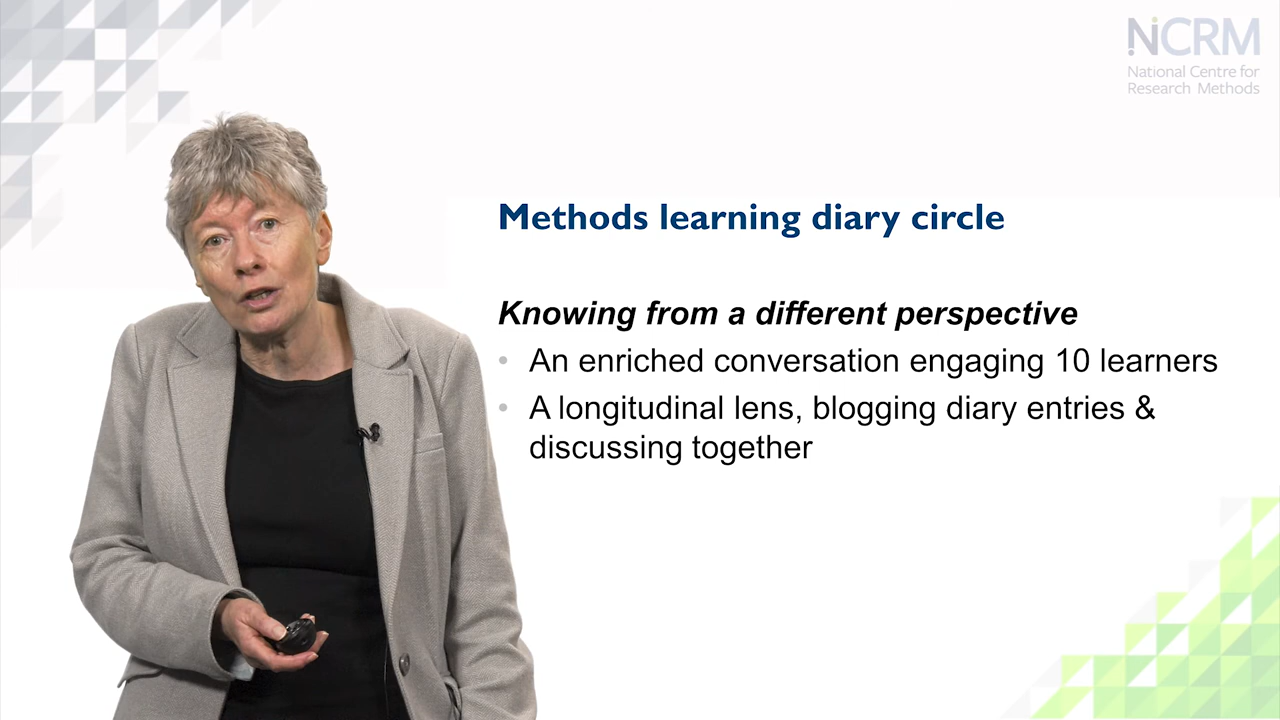 NCRM
National Centre for
Research Methods
Methods learning diary circle
Knowing from a different perspective
• An enriched conversation engaging 10 learners
• A longitudinal lens, blogging diary entries &
discussing together